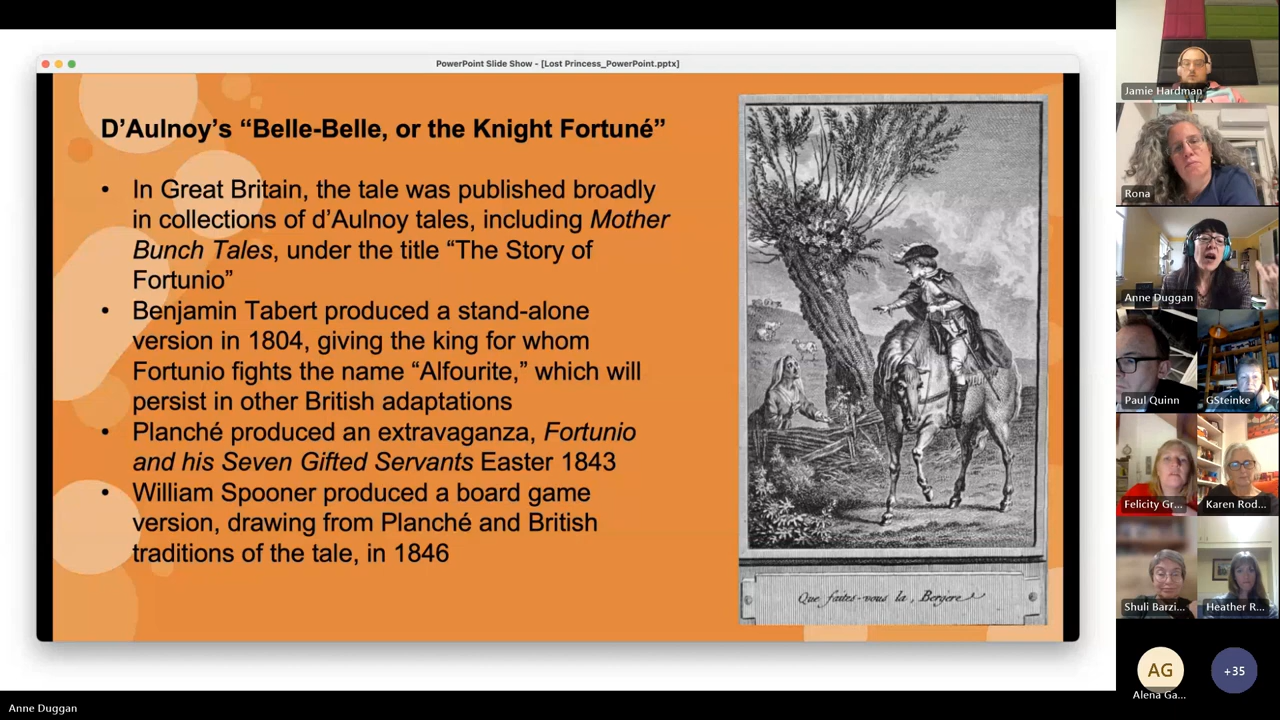 PowerPoint Slide Show - [Lost Princess_PowerPoint.pptx]
D'Aulnoy's “Belle-Belle, or the Knight Fortuné”
• In Great Britain, the tale was published broadly
in collections of d'Aulnoy tales, including Mother
Bunch Tales, under the title “The Story of
Fortunio”
• Benjamin Tabert produced a stand-alone
version in 1804, giving the king for whom
Fortunio fights the name “Alfourite,” which will
persist in other British adaptations
• Planché produced an extravaganza, Fortunio
and his Seven Gifted Servants Easter 1843
• William Spooner produced a board game
version, drawing from Planché and British
traditions of the tale, in 1846
Que faites-vous la, Bergere
Jamie Hardman
Rona
Anne Duggan
Paul Quinn
GSteinke
Felicity Gr...
Karen Rod...
Shuli Barzi...
Heather R...
AG
+35
Alena Ga...
Anne Duggan